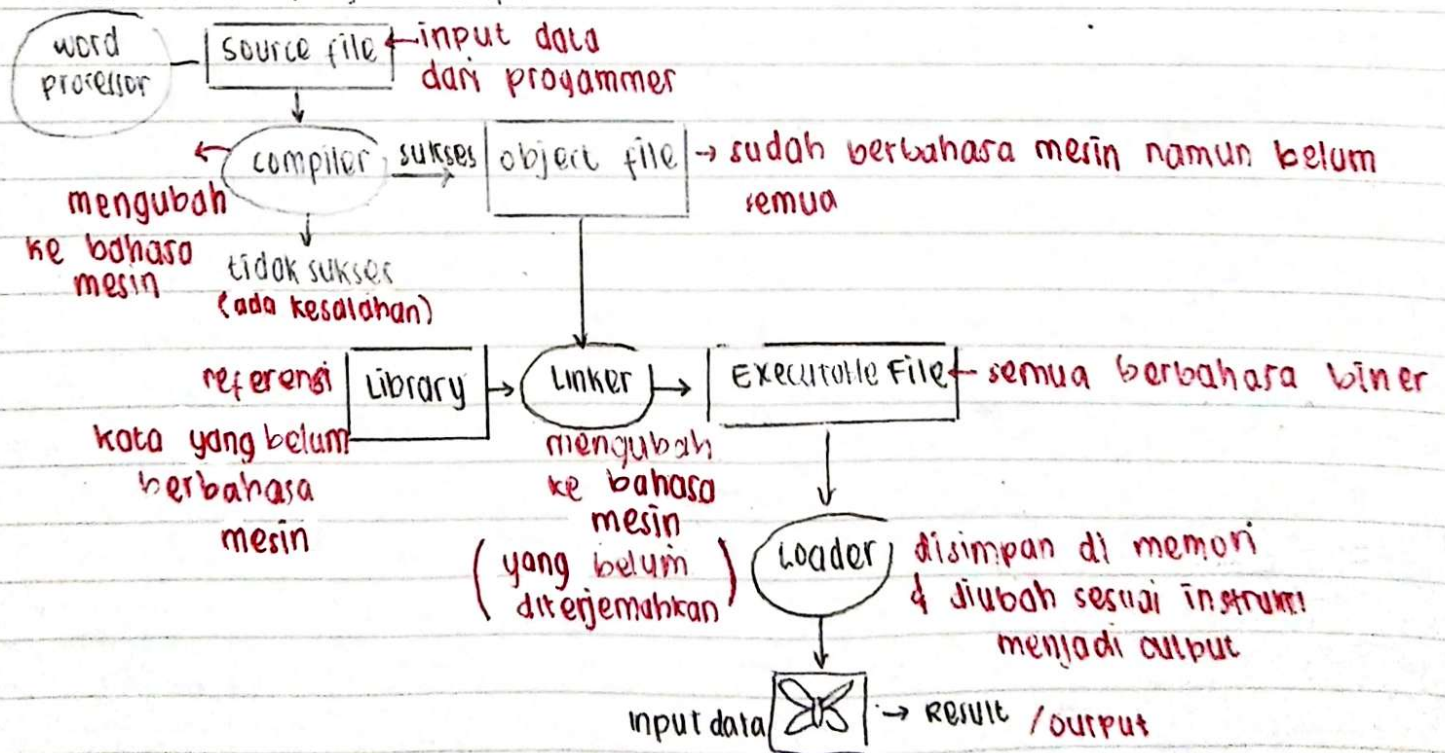 word
processor
source file
input data
dari progammer
compiler
sukses
object file
sudah berbahasa mesin namun belum
semua
mengubah
ke bahasa
mesin
tidak sukses
(ada kesalahan)
referensi
kata yang belum
berbahasa
mesin
Library
Linker
mengubah
ke bahasa
mesin
(yang belum
diterjemahkan)
Executable File
semua berbahasa biner
Loader
disimpan di memori
& diubah sesuai instruksi
menjadi output
input data
→ Result / output